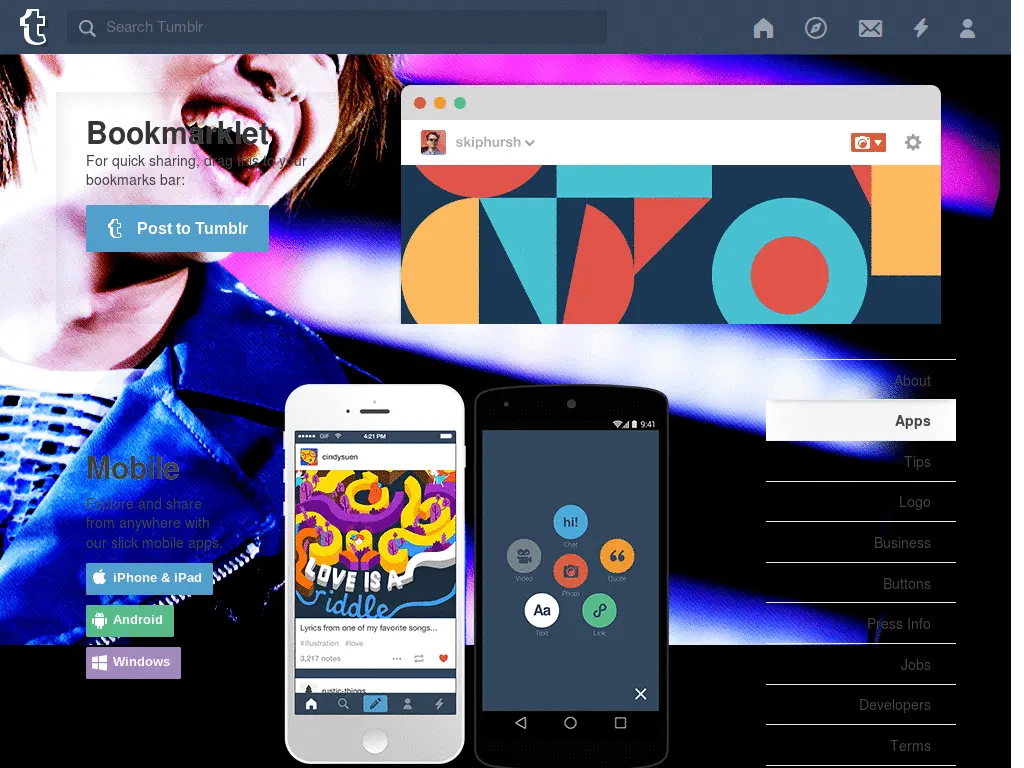 Search Tumblr
Bookmarklet
For quick sharing, drag this to your
bookmarks bar:
Post to Tumblr
skiphursh
About
Apps
Tips
Logo
Business
Buttons
Press Info
Jobs
Developers
Terms
Mobile
Explore and share
from anywhere with
our slick mobile apps.
iPhone & iPad
Android
Windows
GIF 4:21 PM
cindysuen
LOVE IS A
riddle
Lyrics from one of my favorite songs...
#illustration #love
3,217 notes
rustic-things
9:41
hi!
Chat
Video
Quote
Photo
Aa
Text
Link